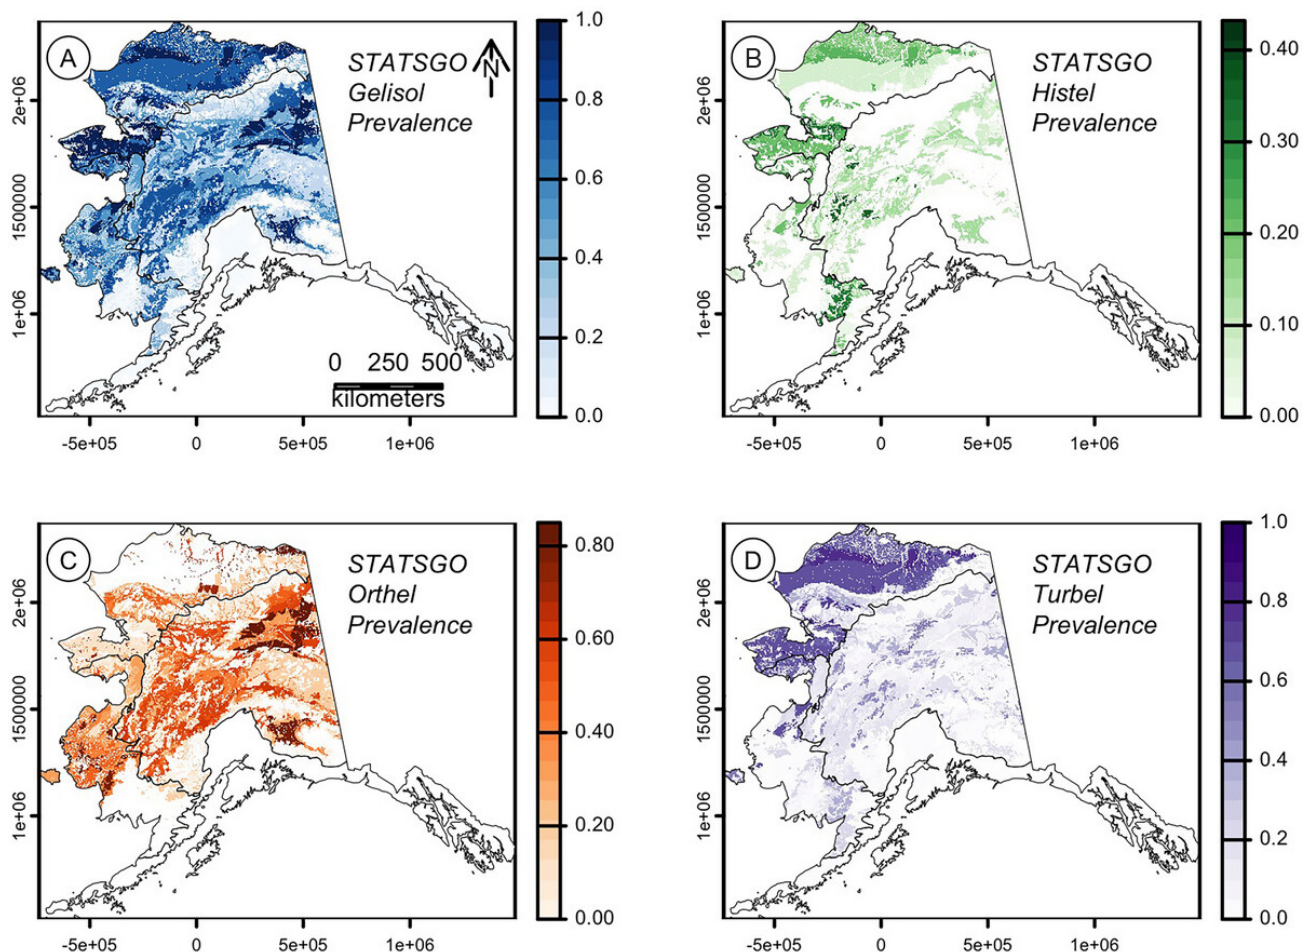 A
STATSGO
Gelisol
Prevalence
N
0 250 500
kilometers
2e+06
1500000
1e+06
-5e+05 0 5e+05 1e+06
1.0
0.8
0.6
0.4
0.2
0.0
B
STATSGO
Histel
Prevalence
2e+06
1500000
1e+06
-5e+05 0 5e+05 1e+06
0.40
0.30
0.20
0.10
0.00
C
STATSGO
Orthel
Prevalence
2e+06
1500000
1e+06
-5e+05 0 5e+05 1e+06
0.80
0.60
0.40
0.20
0.00
D
STATSGO
Turbel
Prevalence
2e+06
1500000
1e+06
-5e+05 0 5e+05 1e+06
1.0
0.8
0.6
0.4
0.2
0.0